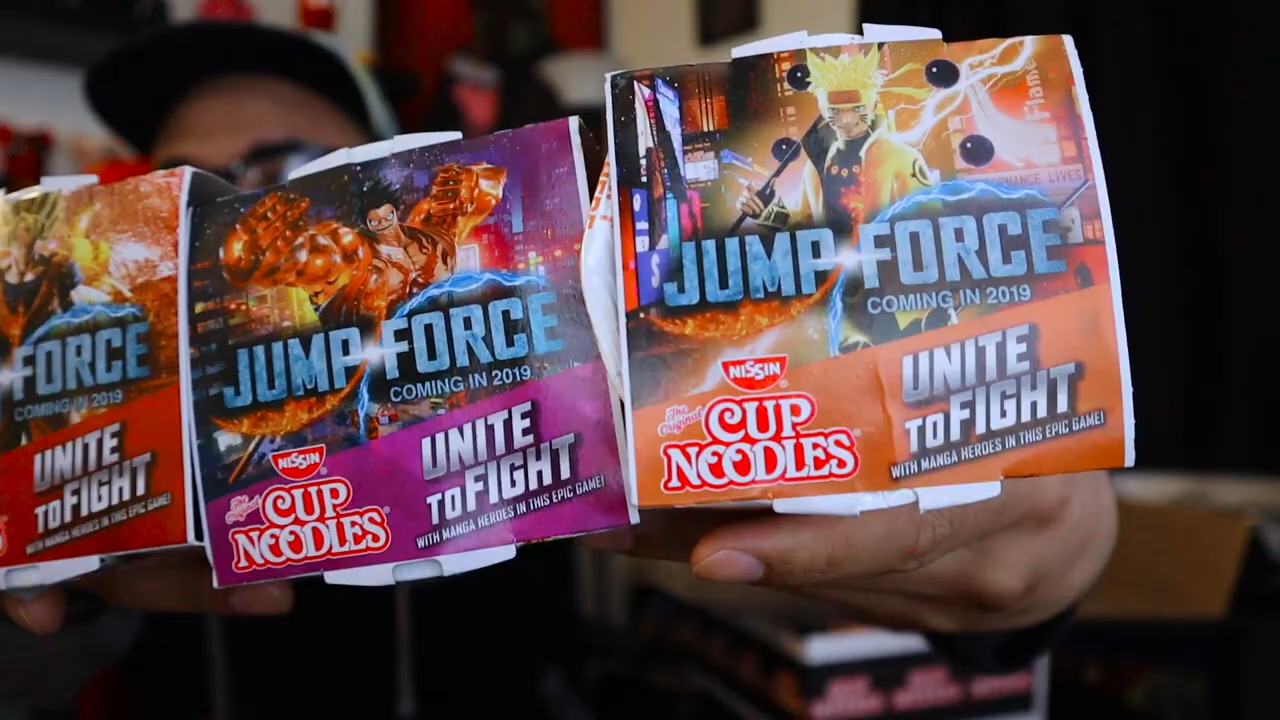 FORCE
COMING IN 2019
UNITE
TO FIGHT
WITH MANGA HEROES IN THIS EPIC GAME!
JUMP FORCE
COMING IN 2019
NISSIN
The Original
CUP
NOODLES®
UNITE
TO FIGHT
WITH MANGA HEROES IN THIS EPIC GAME!
Flame
JUMP FORCE
COMING IN 2019
NISSIN®
The Original
CUP
NOODLES®
UNITE
TO FIGHT
WITH MANGA HEROES IN THIS EPIC GAME!